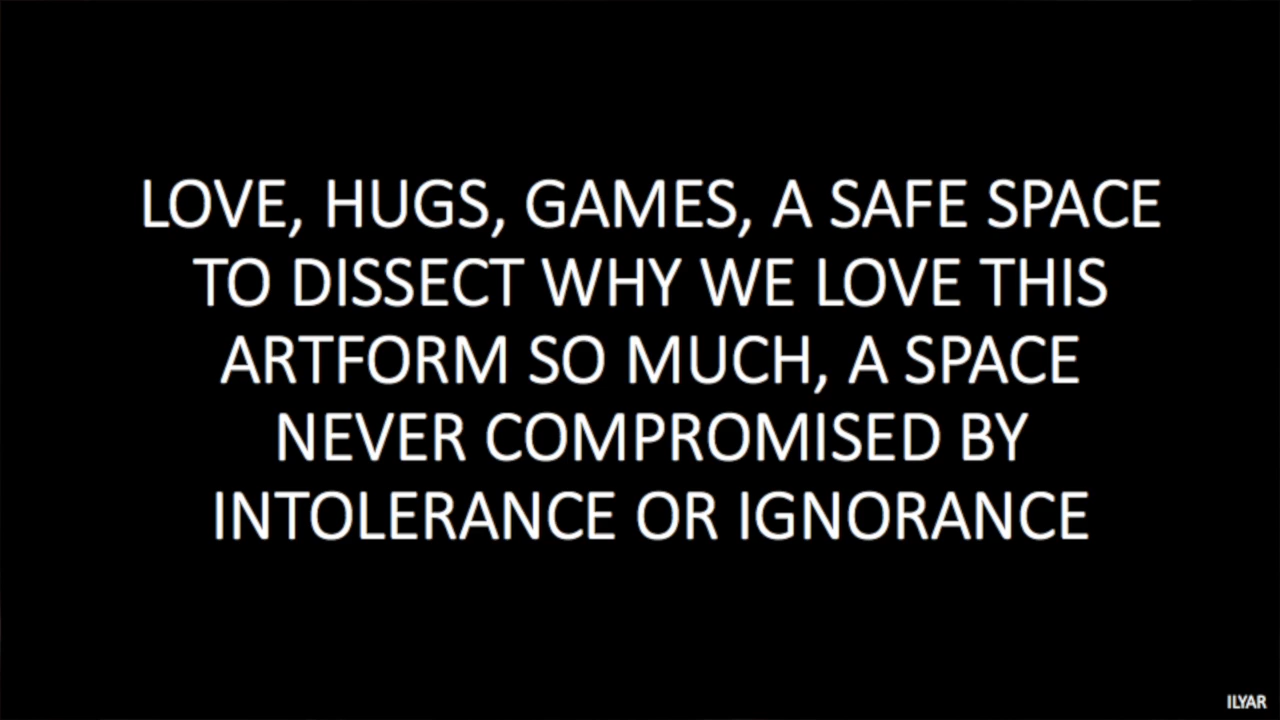 LOVE, HUGS, GAMES, A SAFE SPACE
TO DISSECT WHY WE LOVE THIS
ARTFORM SO MUCH, A SPACE
NEVER COMPROMISED BY
INTOLERANCE OR IGNORANCE
ILYAR